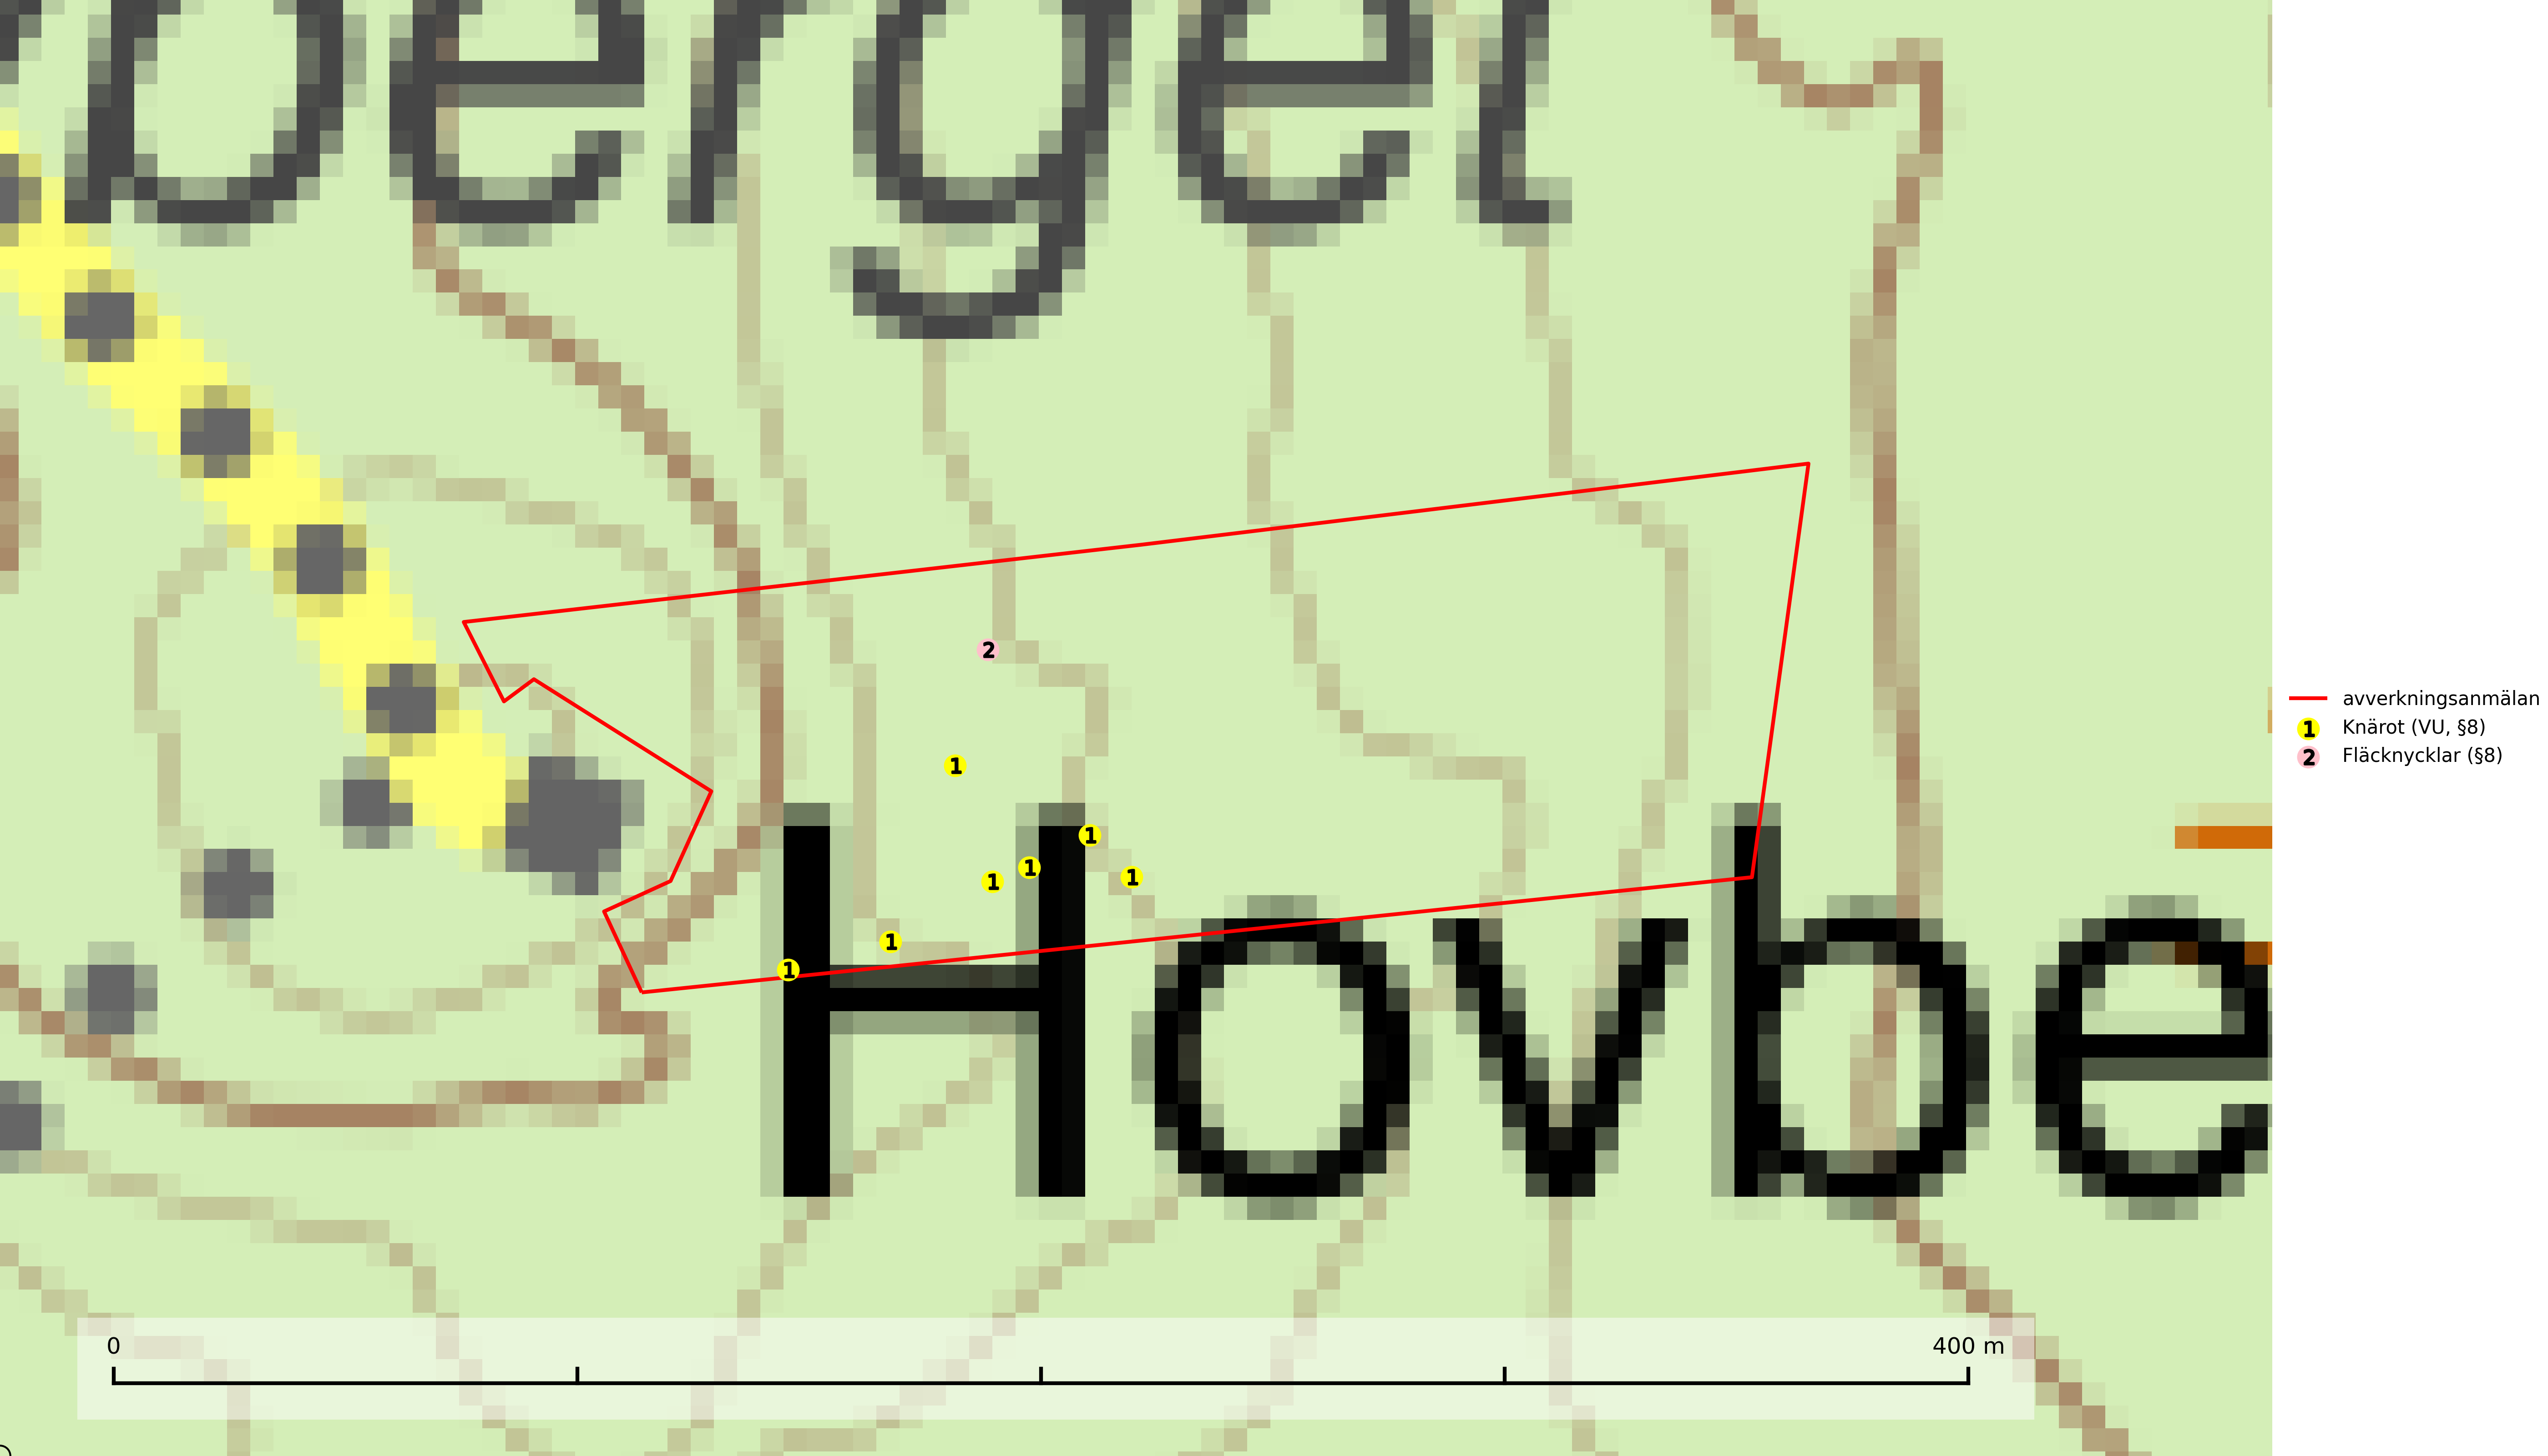 berget
2
1
1
1
1
1
1
1
Hovbe
0
400 m
avverkningsanmälan
1 Knärot (VU, §8)
2 Fläcknycklar (§8)